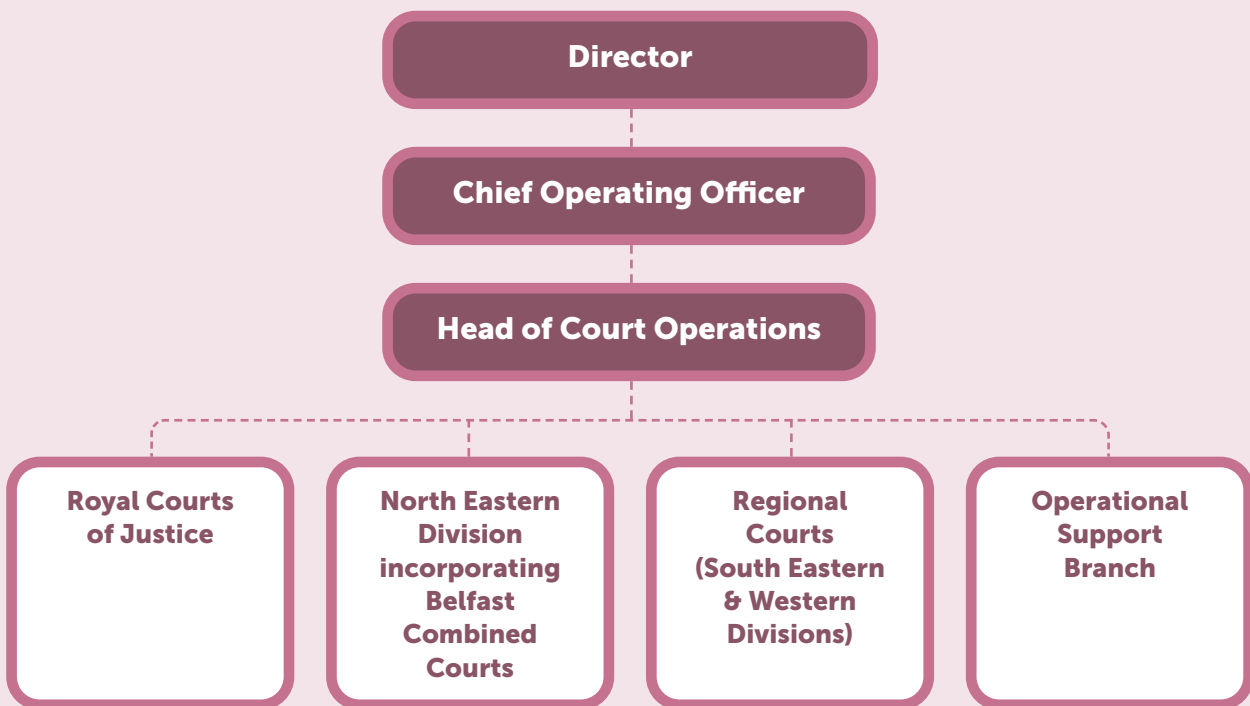 Director
Chief Operating Officer
Head of Court Operations
Royal Courts
of Justice
North Eastern
Division
incorporating
Belfast
Combined
Courts
Regional
Courts
(South Eastern
& Western
Divisions)
Operational
Support
Branch